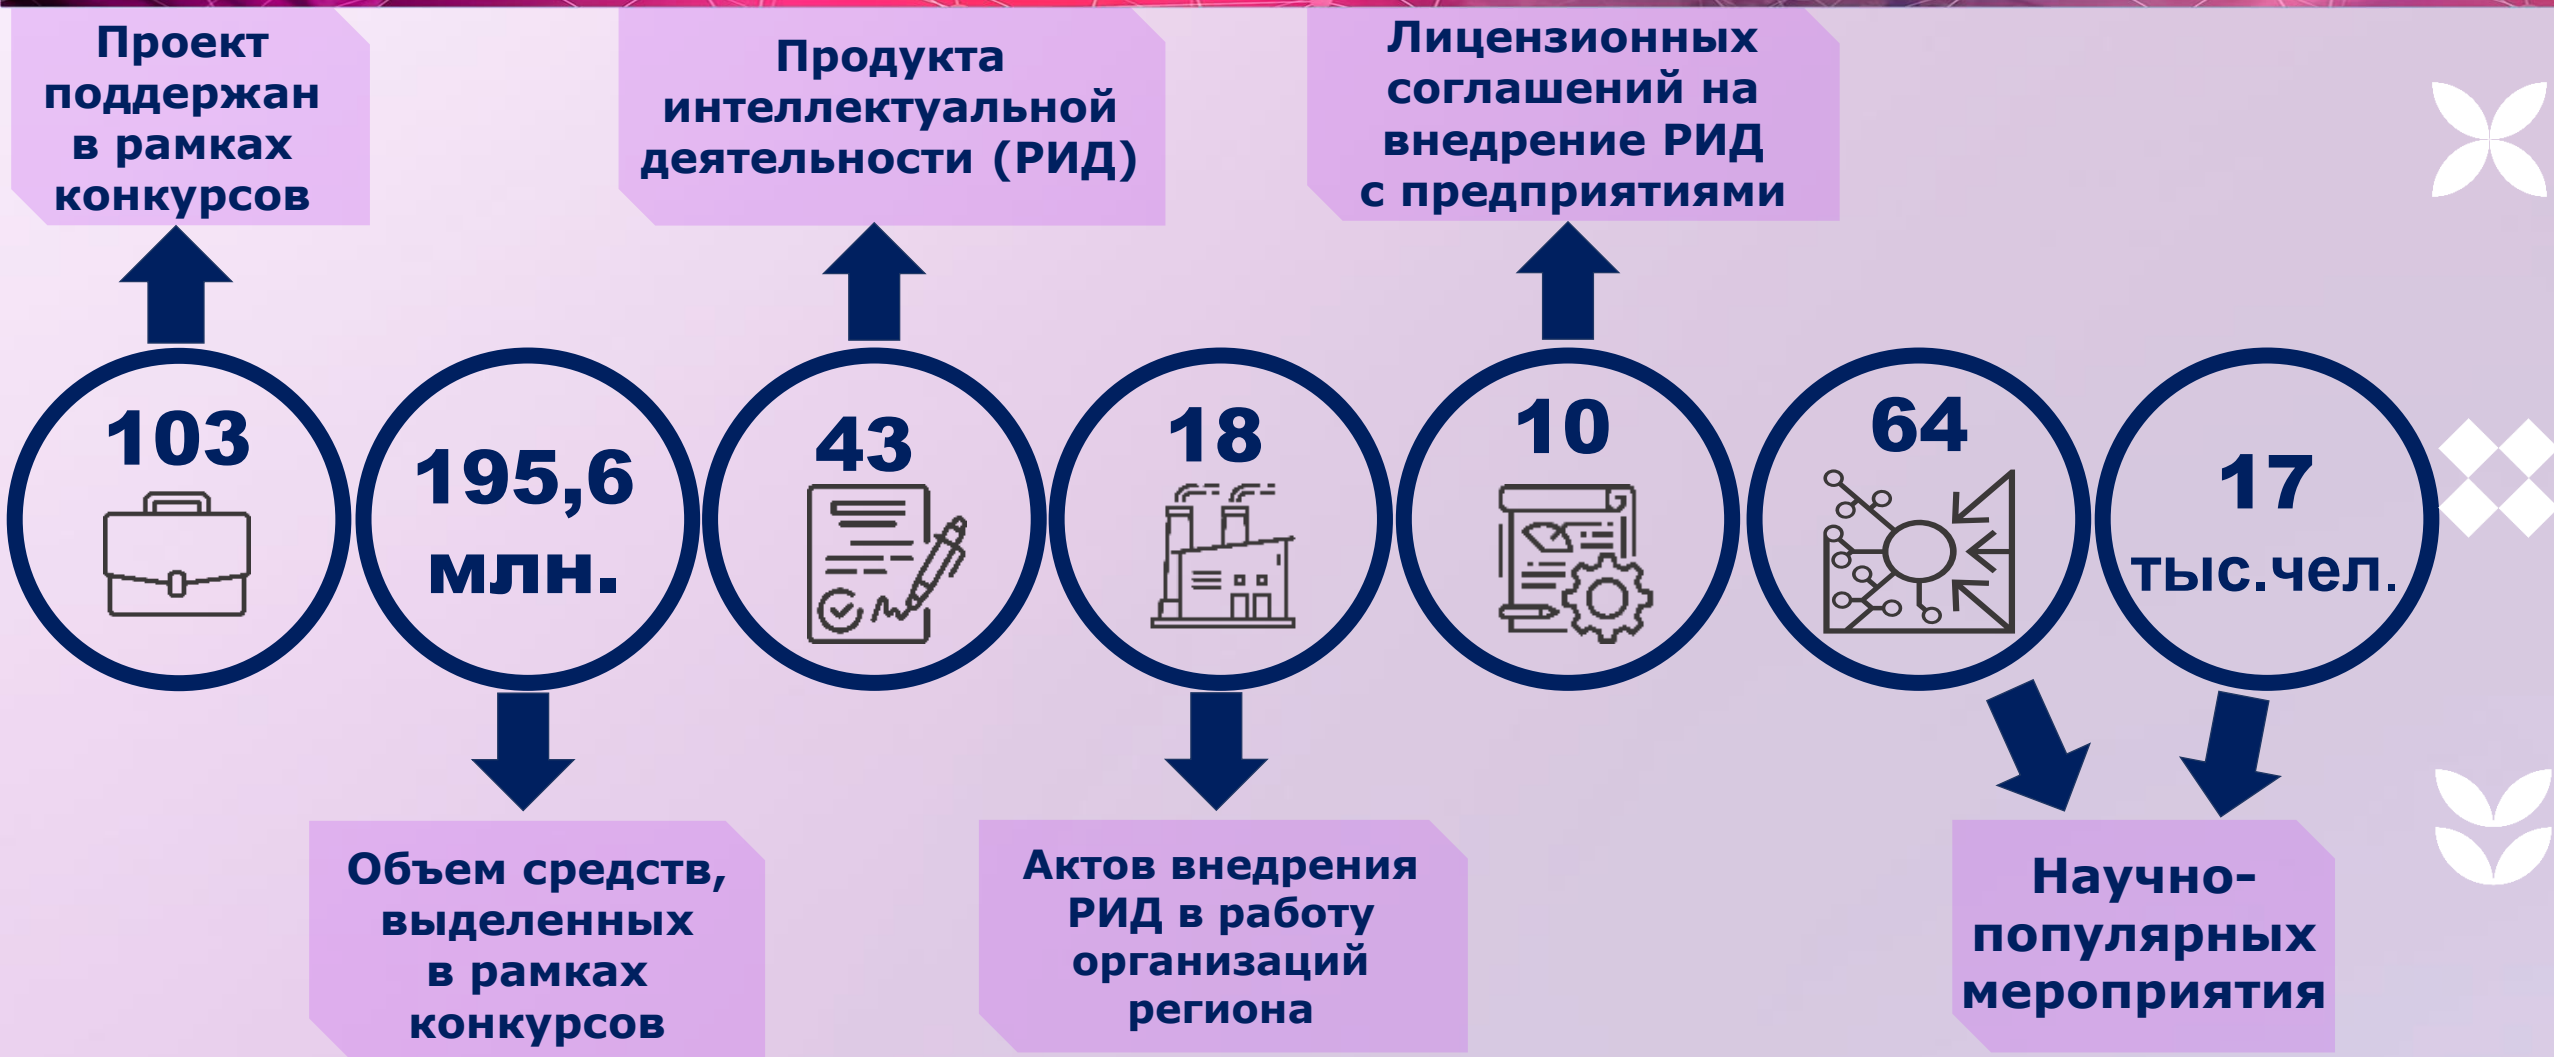 Проект
поддержан
в рамках
конкурсов
Продукта
интеллектуальной
деятельности (РИД)
Лицензионных
соглашений на
внедрение РИД
с предприятиями
103
195,6
млн.
43
18
10
64
17
тыс.чел.
Объем средств,
выделенных
в рамках
конкурсов
Актов внедрения
РИД в работу
организаций
региона
Научно-
популярных
мероприятия